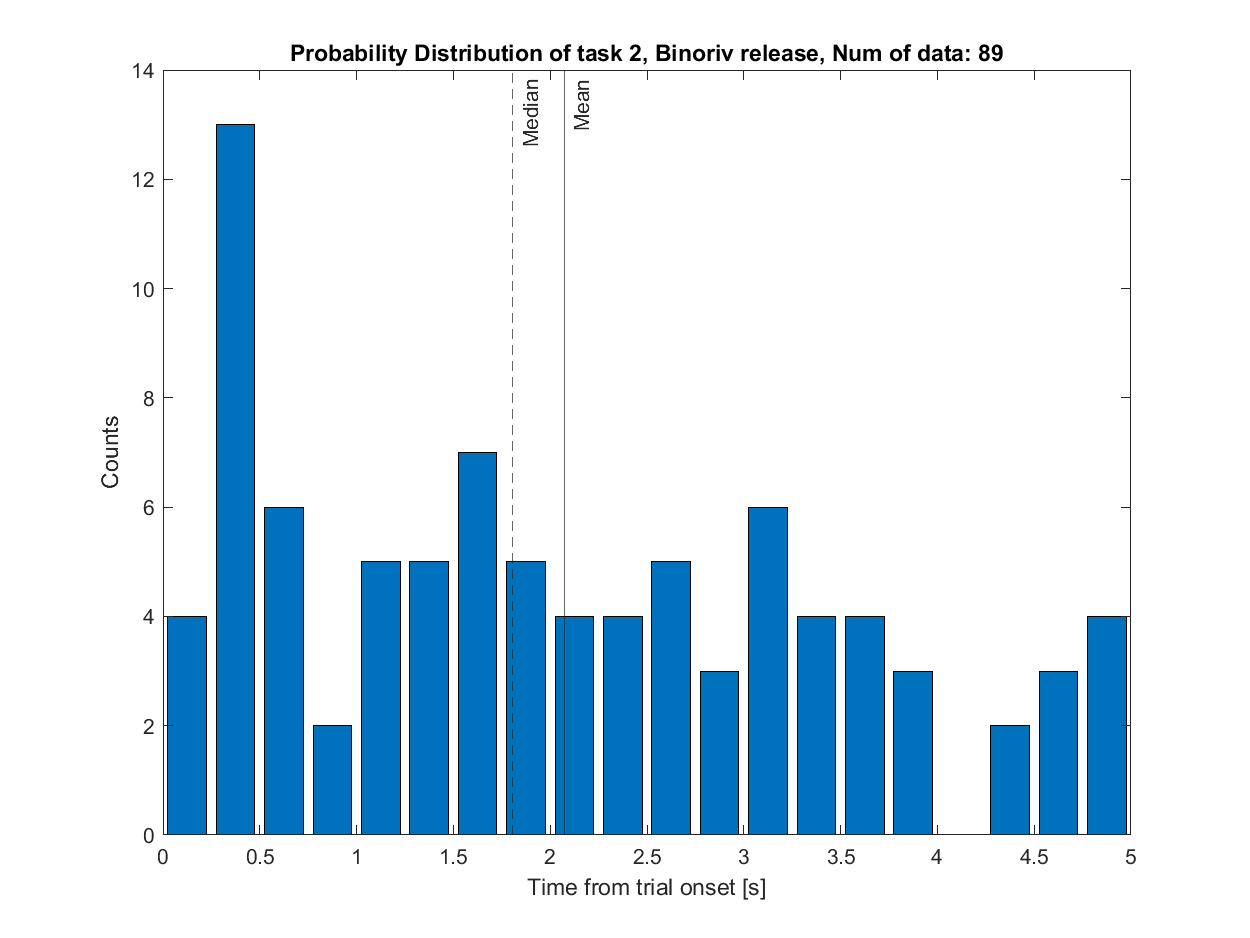 Probability Distribution of task 2, Binoriv release, Num of data: 89
14
12
10
8
6
4
2
0
Counts
Median
Mean
0 0.5 1 1.5 2 2.5 3 3.5 4 4.5 5
Time from trial onset [s]